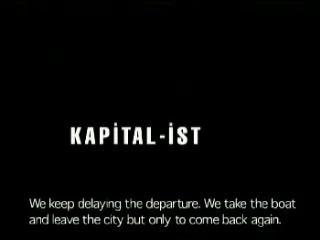 KAPİTAL-İST
We keep delaying the departure. We take the boat
and leave the city but only to come back again.